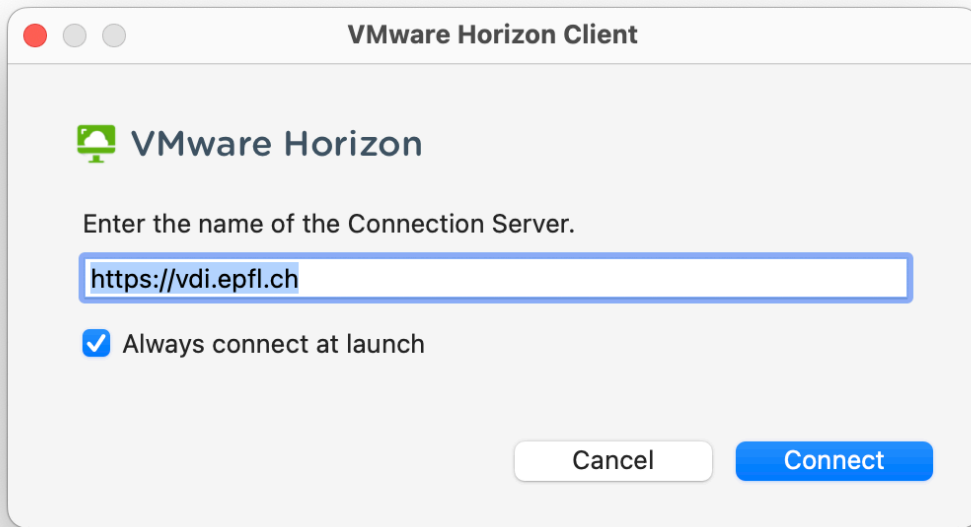 VMware Horizon Client
VMware Horizon
Enter the name of the Connection Server.
https://vdi.epfl.ch
Always connect at launch
Cancel
Connect